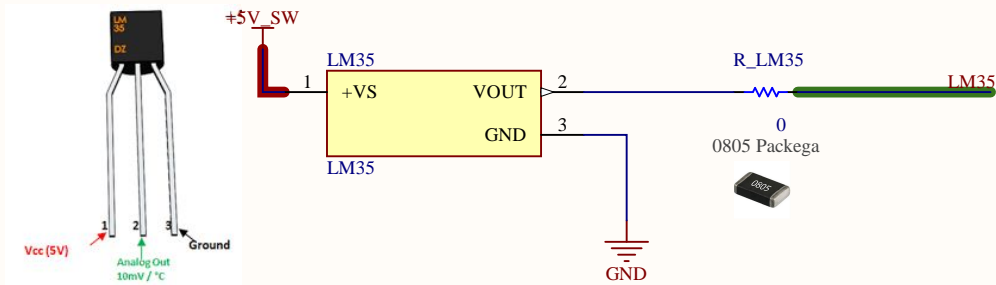 LM
35
DZ
1
2
3
Vcc (5V)
Analog Out
10mV / °C
Ground
+5V_SW
LM35
1
+VS
VOUT
2
GND
3
LM35
R_LM35
0
LM35
0805 Packega
0805
GND